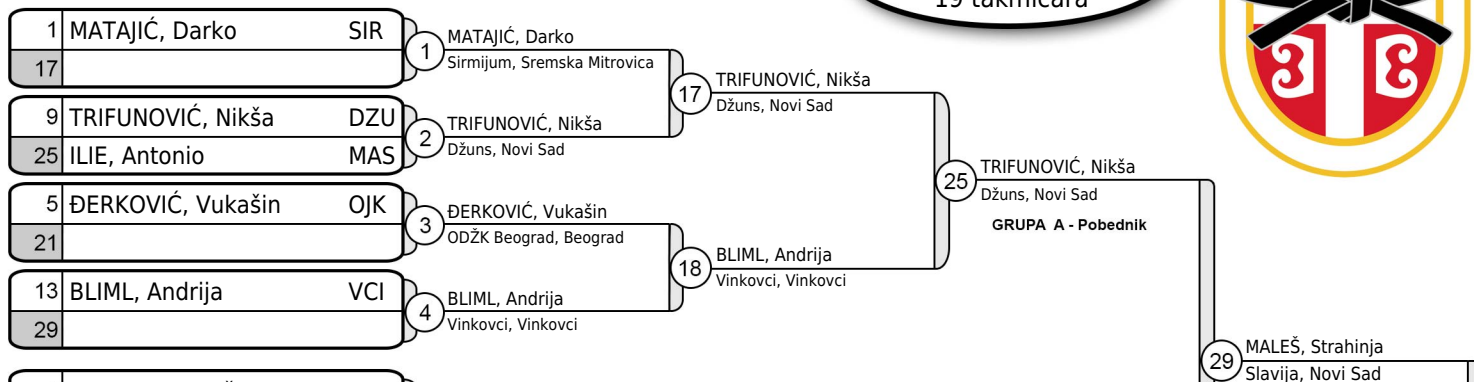 19 takmičara
1 MATAJIĆ, Darko SIR
17
1
MATAJIĆ, Darko
Sirmijum, Sremska Mitrovica
9 TRIFUNOVIĆ, Nikša DZU
25 ILIE, Antonio MAS
2
TRIFUNOVIĆ, Nikša
Džuns, Novi Sad
17
TRIFUNOVIĆ, Nikša
Džuns, Novi Sad
5 ĐERKOVIĆ, Vukašin OJK
21
3
ĐERKOVIĆ, Vukašin
ODŽK Beograd, Beograd
13 BLIML, Andrija VCI
29
4
BLIML, Andrija
Vinkovci, Vinkovci
18
BLIML, Andrija
Vinkovci, Vinkovci
25
TRIFUNOVIĆ, Nikša
Džuns, Novi Sad
GRUPA A - Pobednik
29
MALEŠ, Strahinja
Slavija, Novi Sad